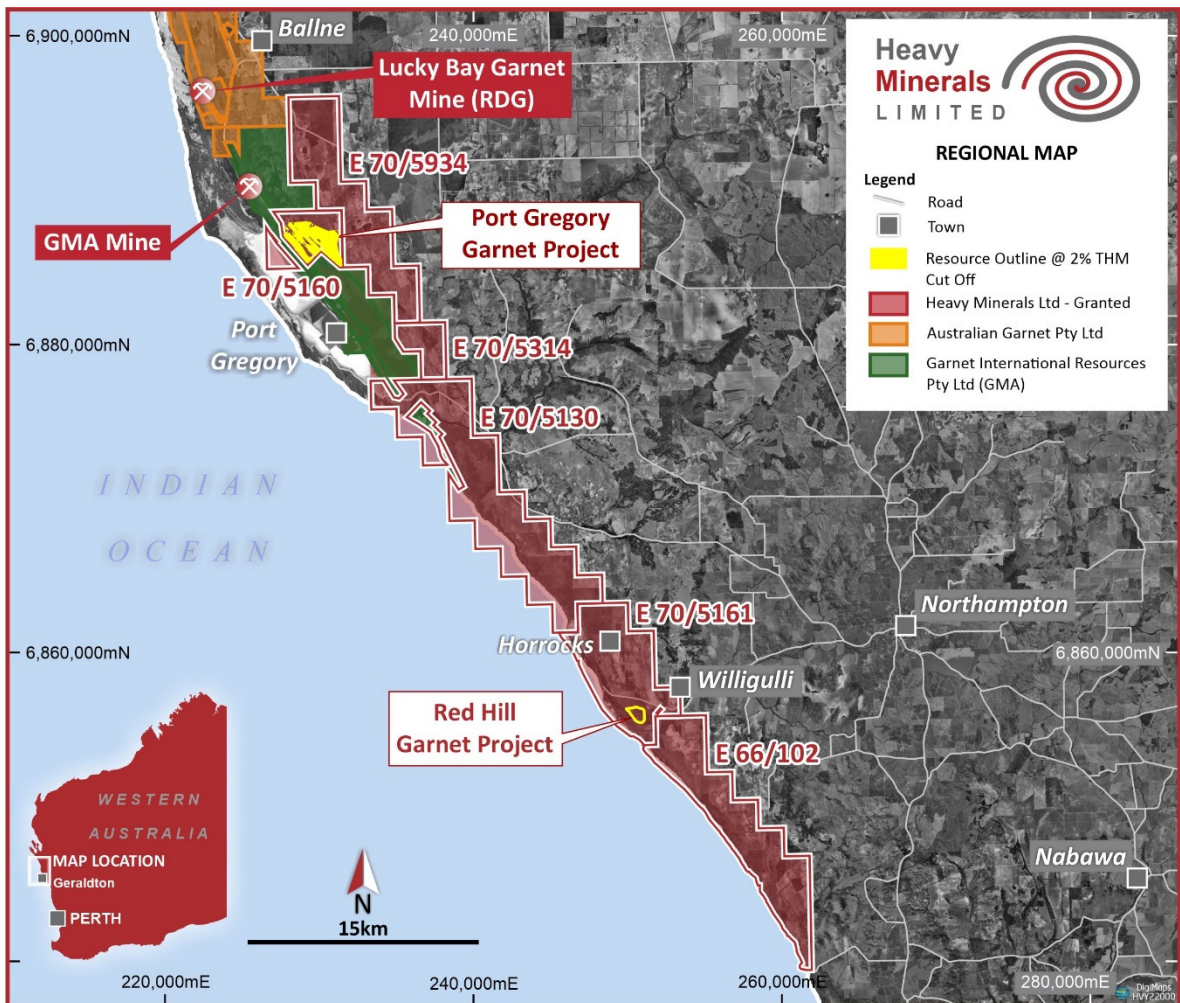 6,900,000mN
Ballne
240,000mE
260,000mE
Lucky Bay Garnet
Mine (RDG)
E 70/5934
GMA Mine
Port Gregory
Garnet Project
E 70/5160
Port
Gregory
6,880,000mN
E 70/5314
E 70/5130
INDIAN
OCEAN
E 70/5161
Horrocks
Northampton
6,860,000mN
6,860,000mN
Willigulli
Red Hill
Garnet Project
E 66/102
Nabawa
Heavy
Minerals
LIMITED
REGIONAL MAP
Legend
Road
Town
Resource Outline @ 2% THM
Cut Off
Heavy Minerals Ltd - Granted
Australian Garnet Pty Ltd
Garnet International Resources
Pty Ltd (GMA)
WESTERN
AUSTRALIA
MAP LOCATION
Geraldton
PERTH
N
15km
220,000mE
240,000mE
260,000mE
280,000mE
DigiMaps
HVY22000